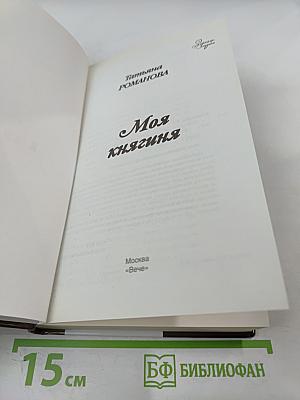 Татьяна
РОМАНОВА
Моя
княгиня
Москва
«Вече»
15 см
БФ БИБЛИОФАН